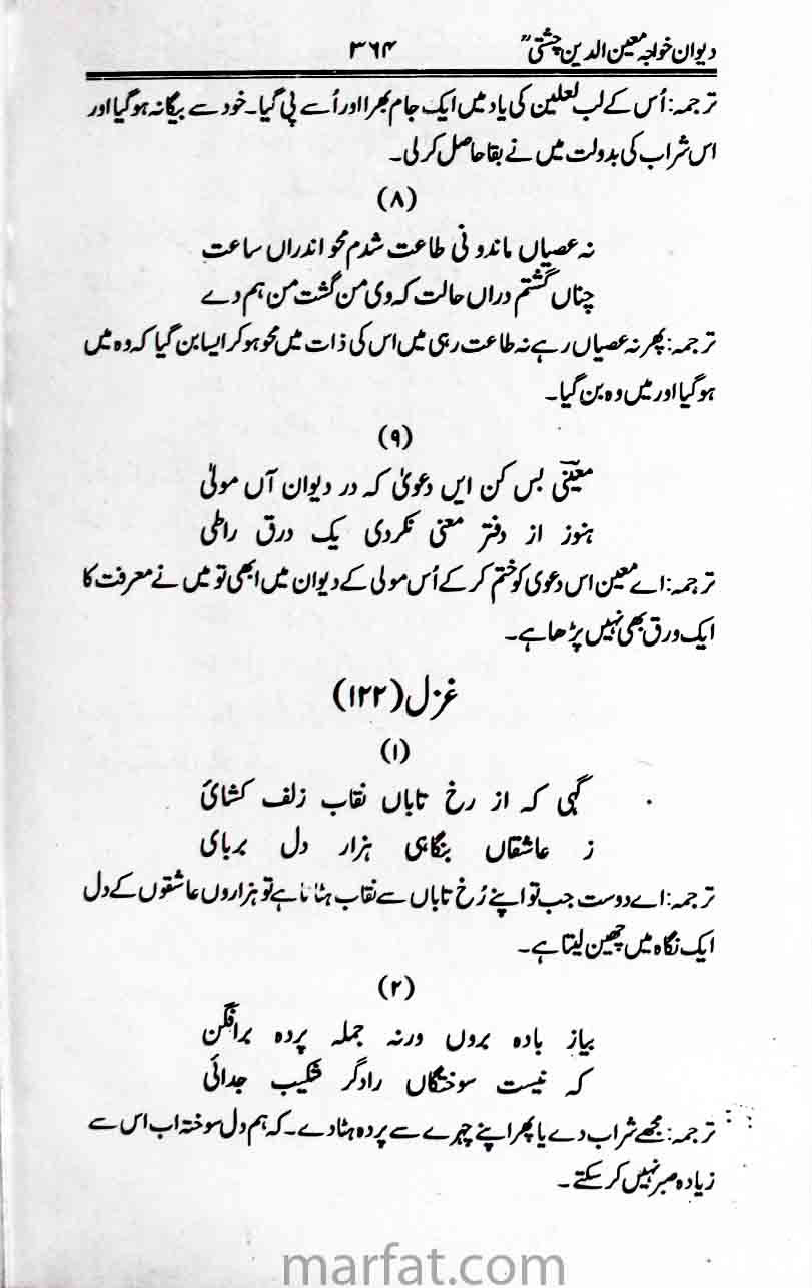 دیوان خواجہ معین الدین چشتیؒ ۳۶۴
ترجمہ: اُس کے لب لعلین کی یاد میں ایک جام بھرا اور اُسے پی گیا۔ خود سے بیگانہ ہوگیا اور
اس شراب کی بدولت میں نے بقا حاصل کر لی۔
(۸)
نہ عصیاں ماندو نی طاعت شدم محو اندراں ساعت
چناں گشتم دراں حالت کہ وی من گشت من ہم دے
ترجمہ: پھر نہ عصیاں رہے نہ طاعت رہی میں اس کی ذات میں محو ہوکر ایسا بن گیا کہ وہ میں
ہوگیا اور میں وہ بن گیا۔
(۹)
معینی بس کن ایں دعویٰ کہ در دیوان آں مولیٰ
ہنوز از دفتر معنی نکردی یک درق راطی
ترجمہ: اے معین اس دعوی کو ختم کر کے اُس مولی کے دیوان میں ابھی تو میں نے معرفت کا
ایک ورق بھی نہیں پڑھا ہے۔
غزل (۱۲۲)
(۱)
گہی کہ از رخ تاباں نقاب زلف کشائ
ز عاشقاں بنگاہی ہزار دل بربای
ترجمہ: اے دوست جب تو اپنے رُخ تاباں سے نقاب ہٹاتا ہے تو ہزاروں عاشقوں کے دل
ایک نگاہ میں چھین لیتا ہے۔
(۲)
بیاز بادہ بروں ورنہ جملہ پردہ برافگن
کہ نیست سوختگاں رادگر شکیب جدائی
ترجمہ: مجھے شراب دے یا پھر اپنے چہرے سے پردہ ہٹا دے۔ کہ ہم دل سوختہ اب اس سے
زیادہ صبر نہیں کر سکتے۔
marfat.com